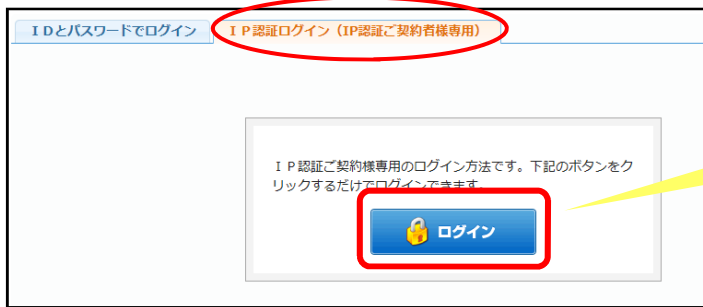 ＩＤとパスワードでログイン
ＩＰ認証ログイン（IP認証ご契約者様専用）
ＩＰ認証ご契約様専用のログイン方法です。下記のボタンをク
リックするだけでログインできます。
ログイン